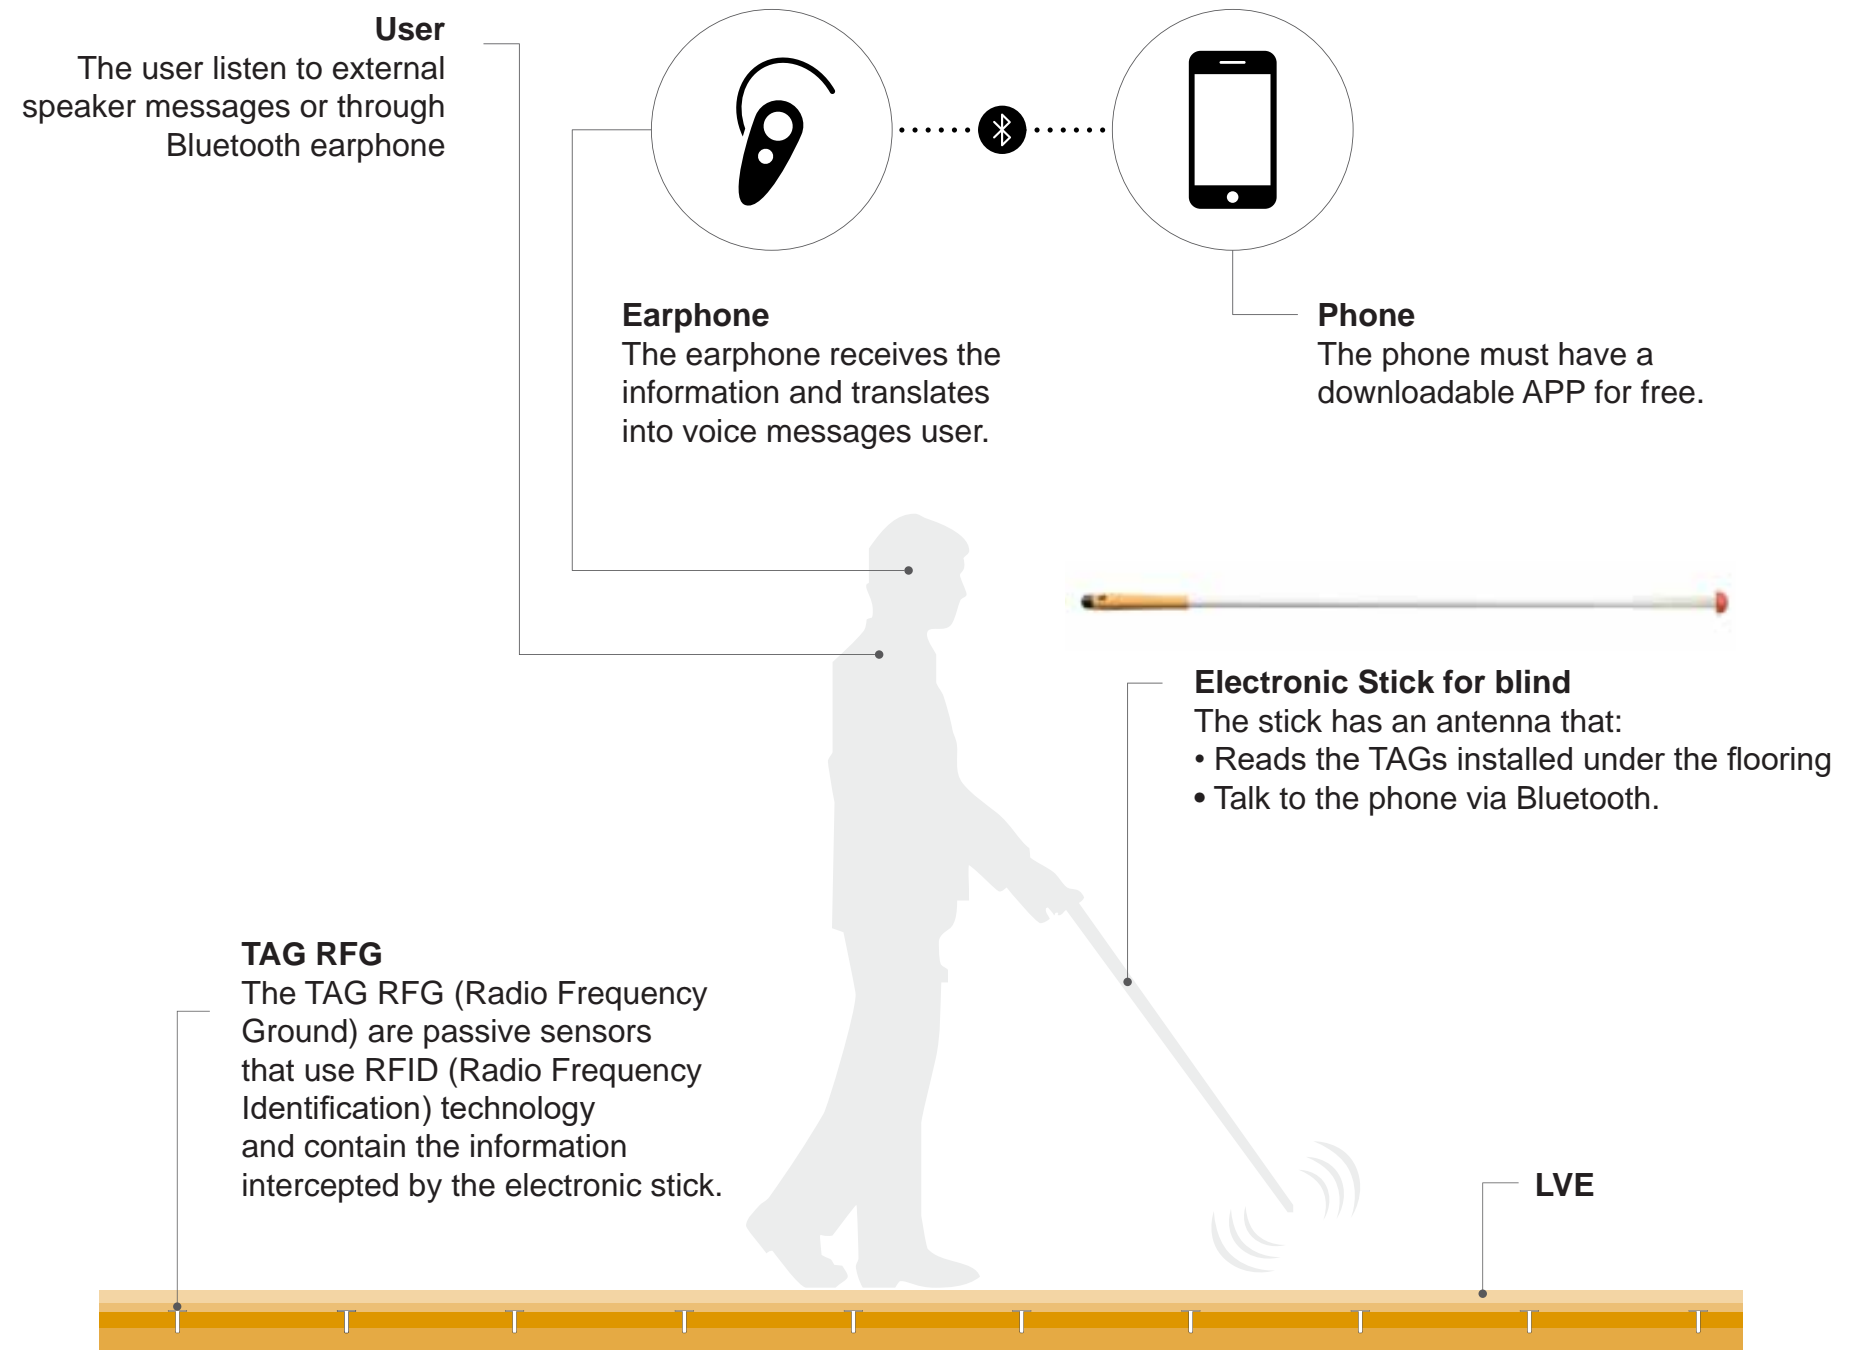 User
The user listen to external
speaker messages or through
Bluetooth earphone
Earphone
The earphone receives the
information and translates
into voice messages user.
Phone
The phone must have a
downloadable APP for free.
Electronic Stick for blind
The stick has an antenna that:
• Reads the TAGs installed under the flooring
• Talk to the phone via Bluetooth.
TAG RFG
The TAG RFG (Radio Frequency
Ground) are passive sensors
that use RFID (Radio Frequency
Identification) technology
and contain the information
intercepted by the electronic stick.
LVE